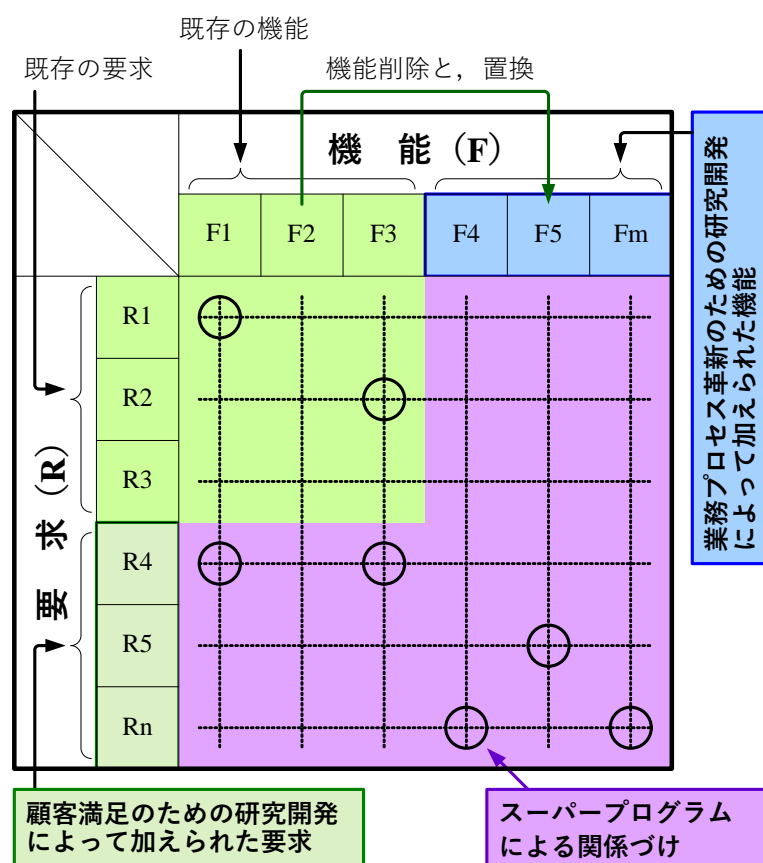 既存の機能
既存の要求
機能削除と，置換
機　能（F）
F1 F2 F3 F4 F5 Fm
業務プロセス革新のための研究開発
によって加えられた機能
要　求（R）
R1
R2
R3
R4
R5
Rn
顧客満足のための研究開発
によって加えられた要求
スーパープログラム
による関係づけ